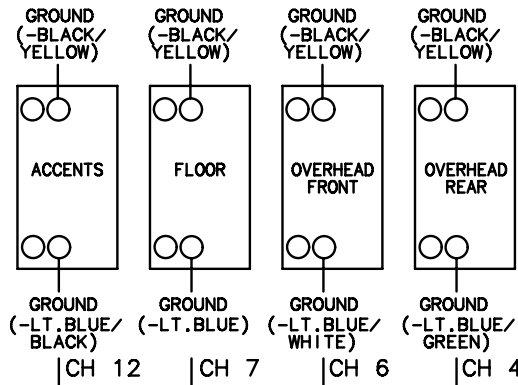 GROUND GROUND GROUND GROUND
(-BLACK/ (-BLACK/ (-BLACK/ (-BLACK/
YELLOW) YELLOW) YELLOW) YELLOW)
ACCENTS FLOOR OVERHEAD OVERHEAD
FRONT REAR
GROUND GROUND GROUND GROUND
(-LT.BLUE/ (-LT.BLUE) (-LT.BLUE/ (-LT.BLUE/
BLACK) WHITE) GREEN)
CH 12 CH 7 CH 6 CH 4